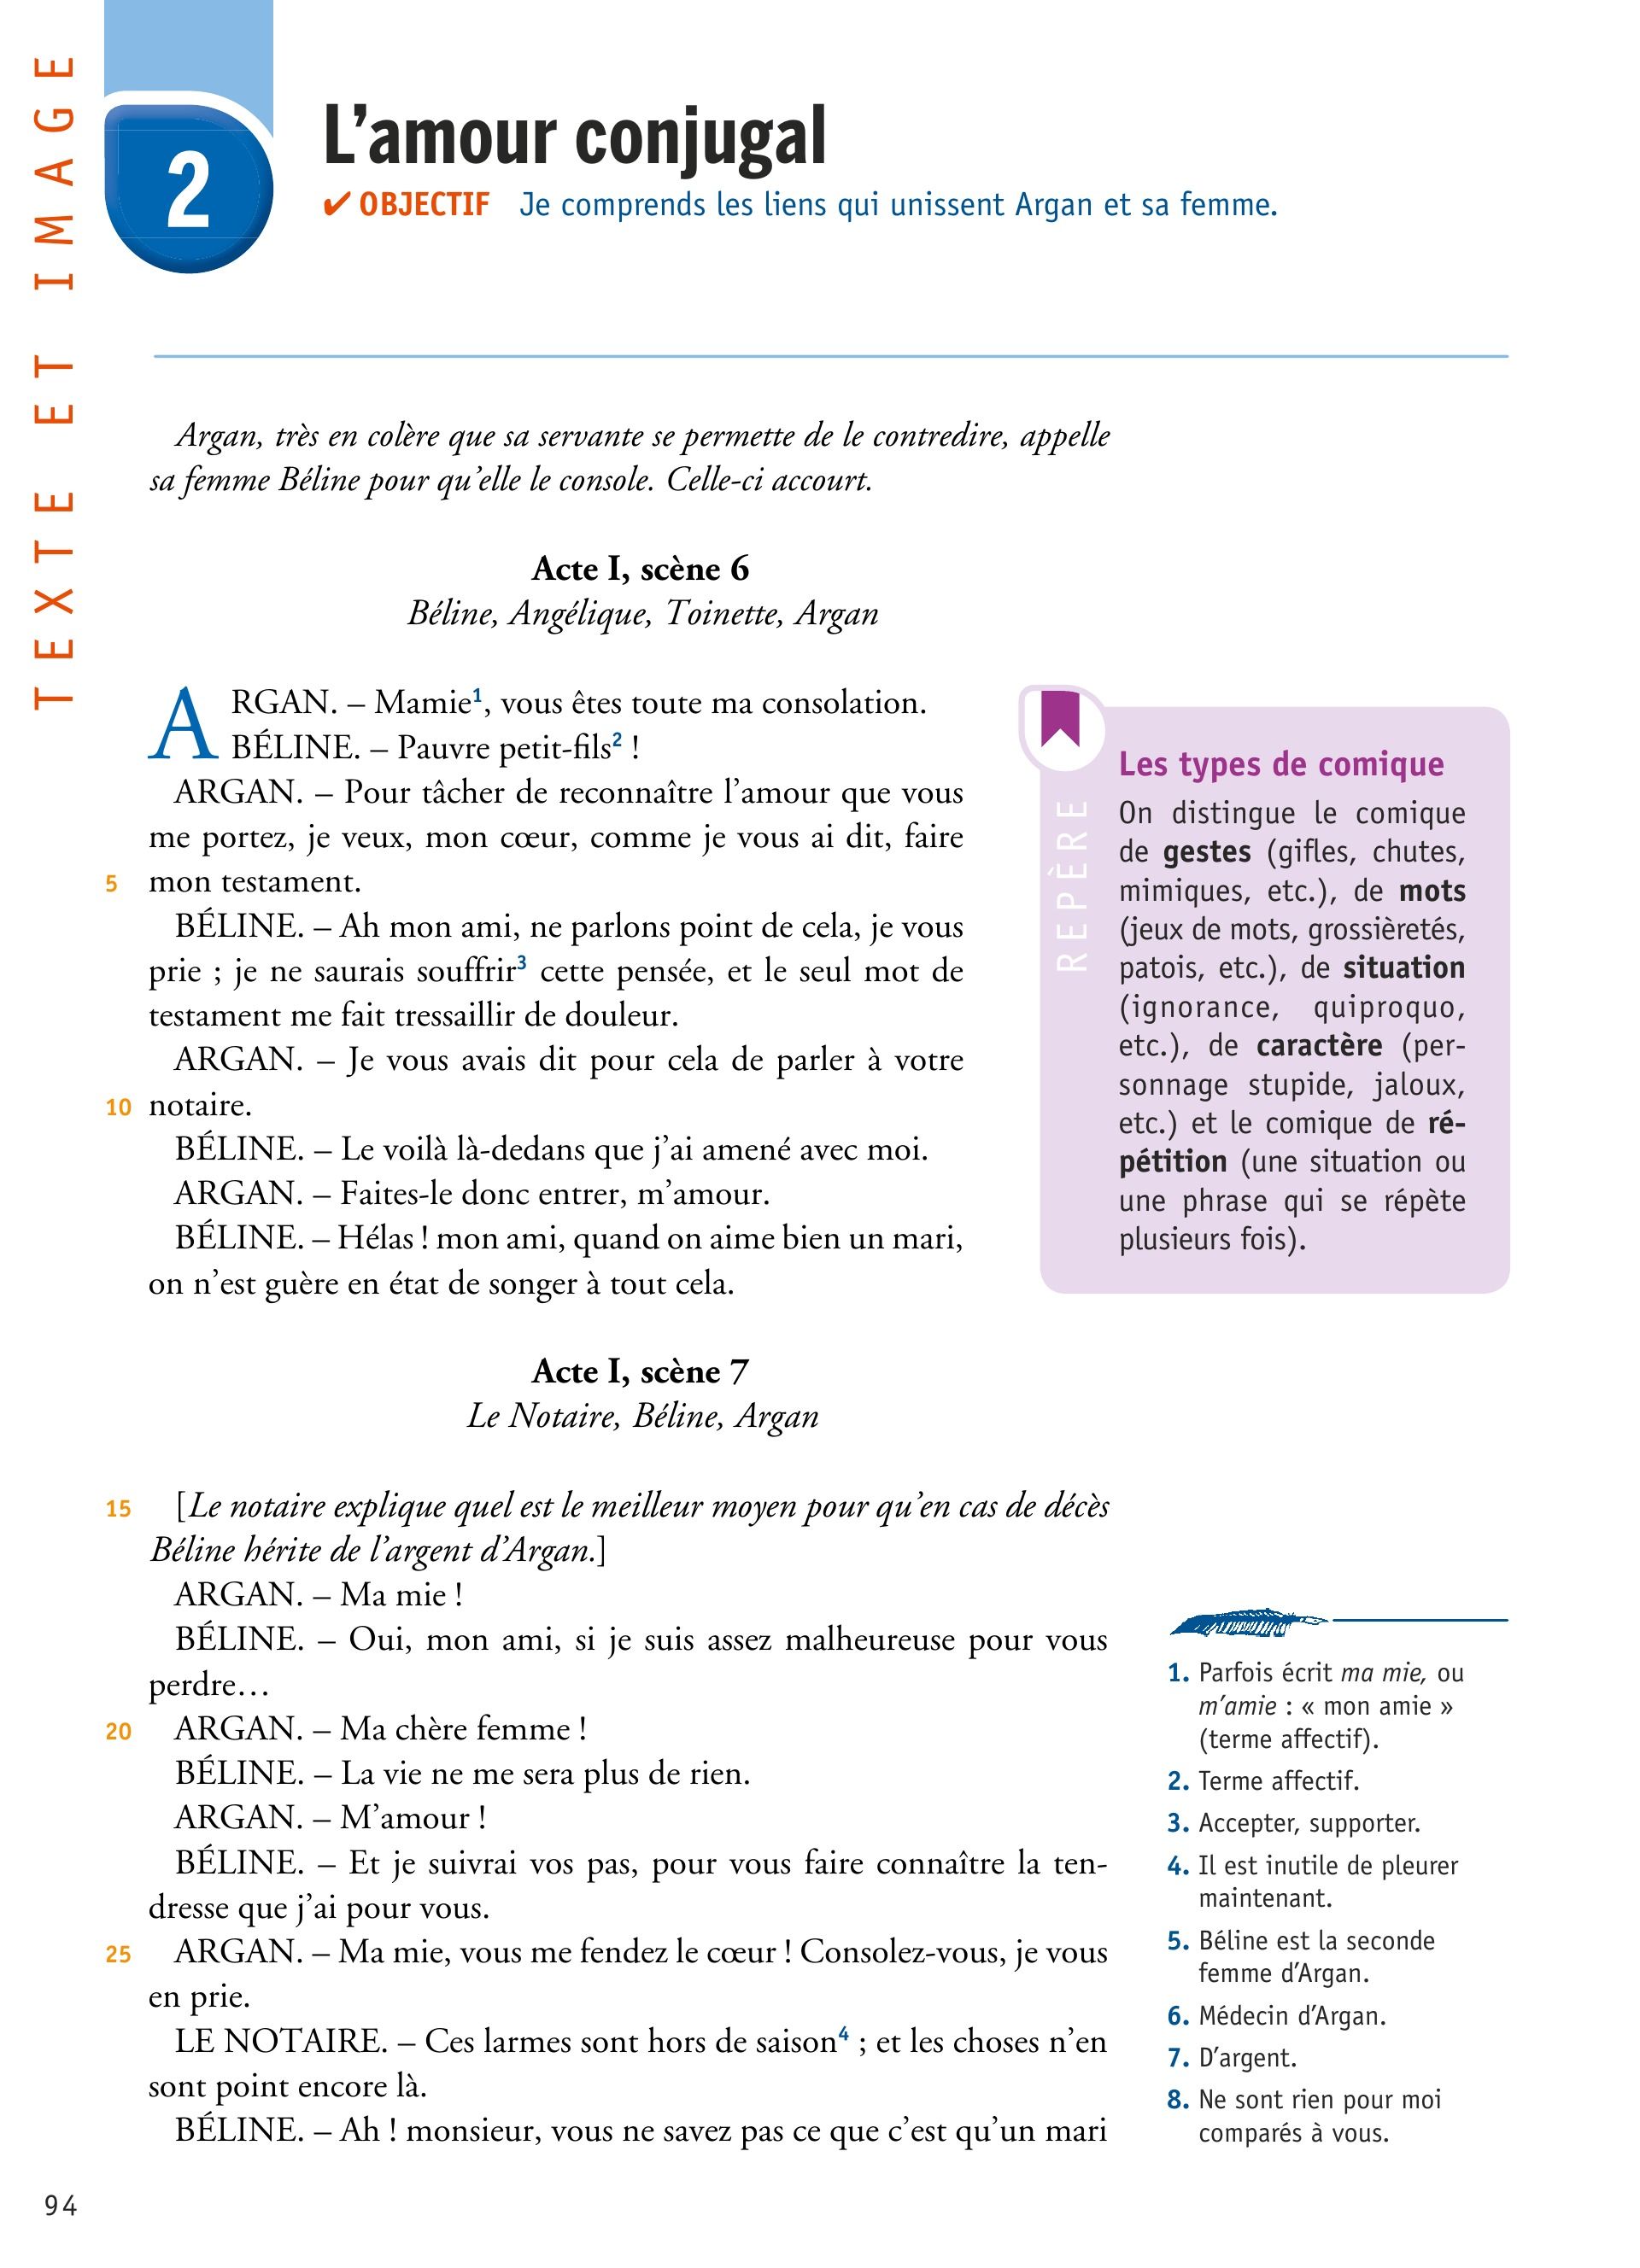 TEXTE ET IMAGE
2
L'amour conjugal
✔ OBJECTIF Je comprends les liens qui unissent Argan et sa femme.
Argan, très en colère que sa servante se permette de le contredire, appelle
sa femme Béline pour qu'elle le console. Celle-ci accourt.
Acte I, scène 6
Béline, Angélique, Toinette, Argan
ARGAN. – Mamie¹, vous êtes toute ma consolation.
BÉLINE. – Pauvre petit-fils² !
ARGAN. – Pour tâcher de reconnaître l'amour que vous
me portez, je veux, mon cœur, comme je vous ai dit, faire
5 mon testament.
BÉLINE. – Ah mon ami, ne parlons point de cela, je vous
prie ; je ne saurais souffrir³ cette pensée, et le seul mot de
testament me fait tressaillir de douleur.
ARGAN. – Je vous avais dit pour cela de parler à votre
10 notaire.
BÉLINE. – Le voilà là-dedans que j'ai amené avec moi.
ARGAN. – Faites-le donc entrer, m'amour.
BÉLINE. – Hélas ! mon ami, quand on aime bien un mari,
on n'est guère en état de songer à tout cela.
REPÈRE
Les types de comique
On distingue le comique
de gestes (gifles, chutes,
mimiques, etc.), de mots
(jeux de mots, grossièretés,
patois, etc.), de situation
(ignorance, quiproquo,
etc.), de caractère (per-
sonnage stupide, jaloux,
etc.) et le comique de ré-
pétition (une situation ou
une phrase qui se répète
plusieurs fois).
Acte I, scène 7
Le Notaire, Béline, Argan
15 [Le notaire explique quel est le meilleur moyen pour qu'en cas de décès
Béline hérite de l'argent d'Argan.]
ARGAN. – Ma mie !
BÉLINE. – Oui, mon ami, si je suis assez malheureuse pour vous
perdre…
20 ARGAN. – Ma chère femme !
BÉLINE. – La vie ne me sera plus de rien.
ARGAN. – M'amour !
BÉLINE. – Et je suivrai vos pas, pour vous faire connaître la ten-
dresse que j'ai pour vous.
25 ARGAN. – Ma mie, vous me fendez le cœur ! Consolez-vous, je vous
en prie.
LE NOTAIRE. – Ces larmes sont hors de saison⁴ ; et les choses n'en
sont point encore là.
BÉLINE. – Ah ! monsieur, vous ne savez pas ce que c'est qu'un mari
1. Parfois écrit ma mie, ou
m'amie : « mon amie »
(terme affectif).
2. Terme affectif.
3. Accepter, supporter.
4. Il est inutile de pleurer
maintenant.
5. Béline est la seconde
femme d'Argan.
6. Médecin d'Argan.
7. D'argent.
8. Ne sont rien pour moi
comparés à vous.
94